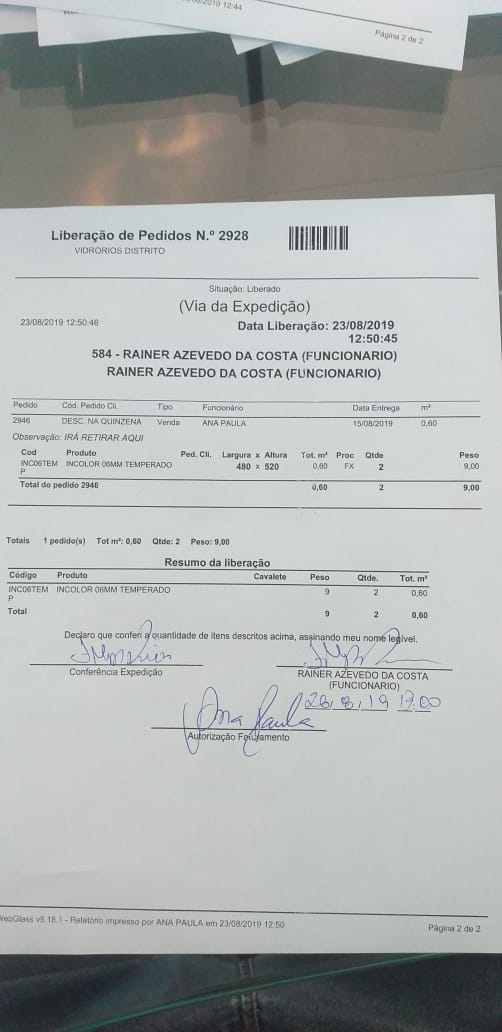 /08/2019 12:44
Página 2 de 2
Liberação de Pedidos N.º 2928
VIDRORIOS DISTRITO
Situação: Liberado
(Via da Expedição)
23/08/2019 12:50:46
Data Liberação: 23/08/2019
12:50:45
584 - RAINER AZEVEDO DA COSTA (FUNCIONARIO)
RAINER AZEVEDO DA COSTA (FUNCIONARIO)
Pedido Cód. Pedido Cli. Tipo Funcionário Data Entrega m²
2946 DESC. NA QUINZENA Venda ANA PAULA 15/08/2019 0,60
Observação: IRÁ RETIRAR AQUI
Cod Produto Ped. Cli. Largura x Altura Tot. m² Proc Qtde Peso
INC06TEM INCOLOR 06MM TEMPERADO 480 x 520 0,60 FX 2 9,00
P
Total do pedido 2946 0,60 2 9,00
Totais 1 pedido(s) Tot m²: 0,60 Qtde: 2 Peso: 9,00
Resumo da liberação
Código Produto Cavalete Peso Qtde. Tot. m²
INC06TEM INCOLOR 06MM TEMPERADO 9 2 0,60
P
Total 9 2 0,60
Declaro que conferi a quantidade de itens descritos acima, assinando meu nome legível.
Conferência Expedição
RAINER AZEVEDO DA COSTA
(FUNCIONARIO)
Ana Paula
Autorização Faturamento
WebGlass v5.18.1 - Relatório impresso por ANA PAULA em 23/08/2019 12:50
Página 2 de 2